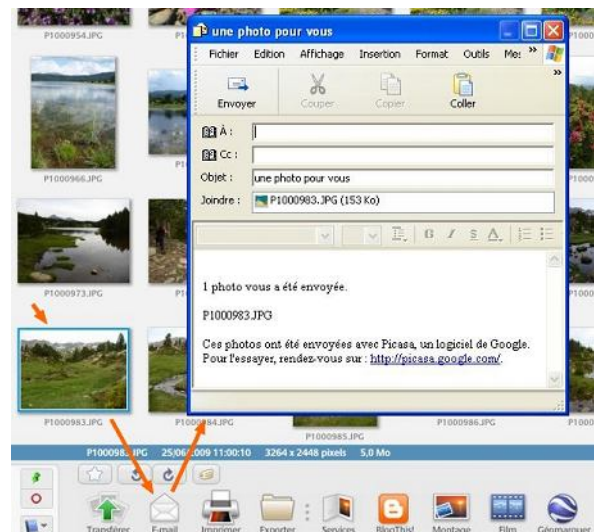 P1000954.JPG
une photo pour vous
Fichier Edition Affichage Insertion Format Outils
Envoyer Couper Copier Coller
À :
Cc :
Objet : une photo pour vous
Joindre : P1000983.JPG (153 Ko)
G I S A
P1000966.JPG
P1000973.JPG
1 photo vous a été envoyée.
P1000983.JPG
Ces photos ont été envoyées avec Picasa, un logiciel de Google.
Pour l'essayer, rendez-vous sur : http://picasa.google.com/.
P1000983.JPG
P1000985.JPG
P1000986.JPG
11:00:10 3264 x 2448 pixels 5,0 Mo
Transférer E-mail Imprimer Exporter Services BlogThis! Montage Film Géomarquer